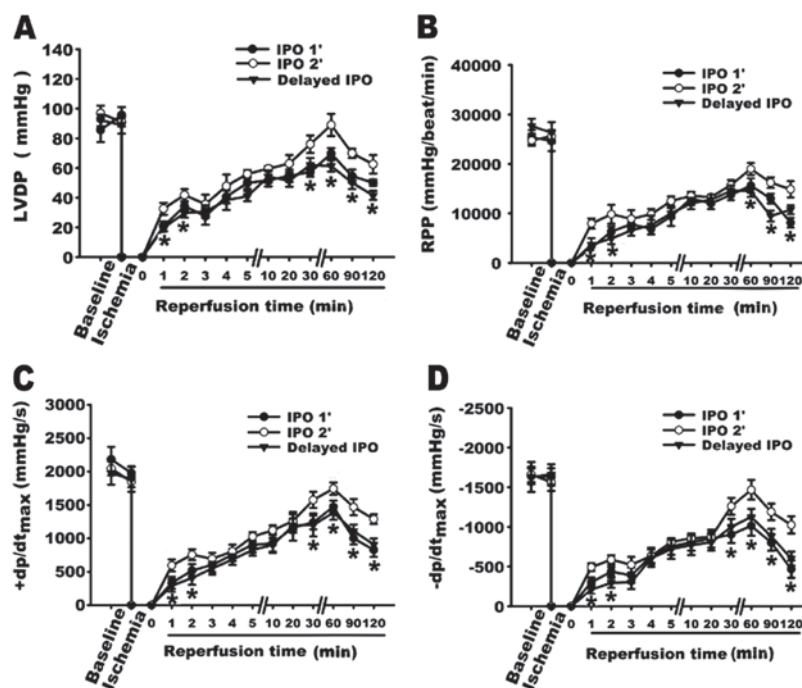 A
LVDP ( mmHg)
140
120
100
80
60
40
20
0
IPO 1'
IPO 2'
Delayed IPO
* * * * * *
Baseline
Ischemia
0 1 2 3 4 5 10 20 30 60 90 120
Reperfusion time (min)
B
RPP (mmHg/beat/min)
40000
30000
20000
10000
0
IPO 1'
IPO 2'
Delayed IPO
* * * * *
Baseline
Ischemia
0 1 2 3 4 5 10 20 30 60 90 120
Reperfusion time (min)
C
+dp/dtmax (mmHg/s)
3000
2500
2000
1500
1000
500
0
IPO 1'
IPO 2'
Delayed IPO
* * * * * *
Baseline
Ischemia
0 1 2 3 4 5 10 20 30 60 90 120
Reperfusion time (min)
D
-dp/dtmax (mmHg/s)
-2500
-2000
-1500
-1000
-500
0
IPO 1'
IPO 2'
Delayed IPO
* * * * * *
Baseline
Ischemia
0 1 2 3 4 5 10 20 30 60 90 120
Reperfusion time (min)